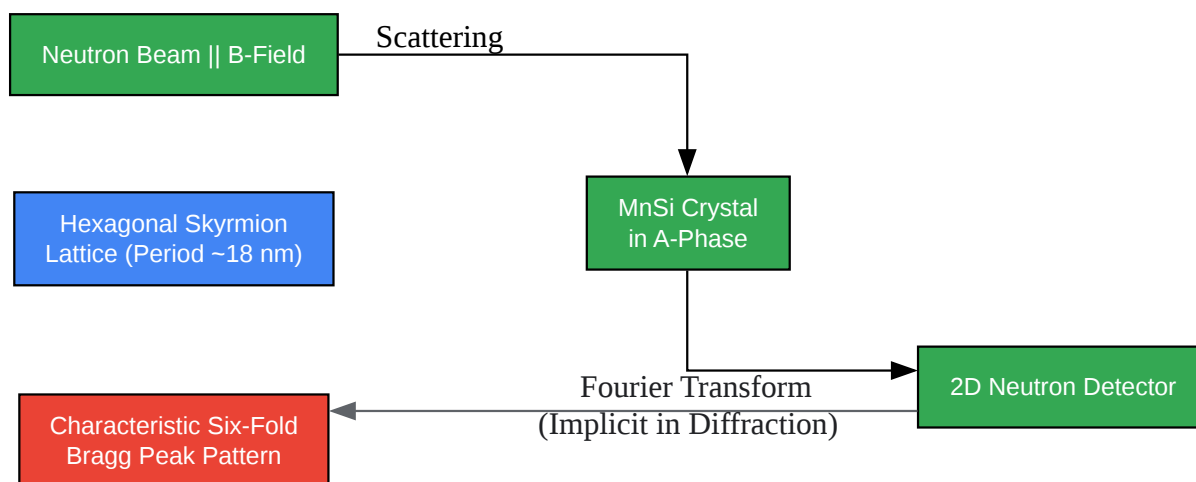 Neutron Beam || B-Field
Scattering
Hexagonal Skyrmion
Lattice (Period ~18 nm)
MnSi Crystal
in A-Phase
2D Neutron Detector
Fourier Transform
(Implicit in Diffraction)
Characteristic Six-Fold
Bragg Peak Pattern